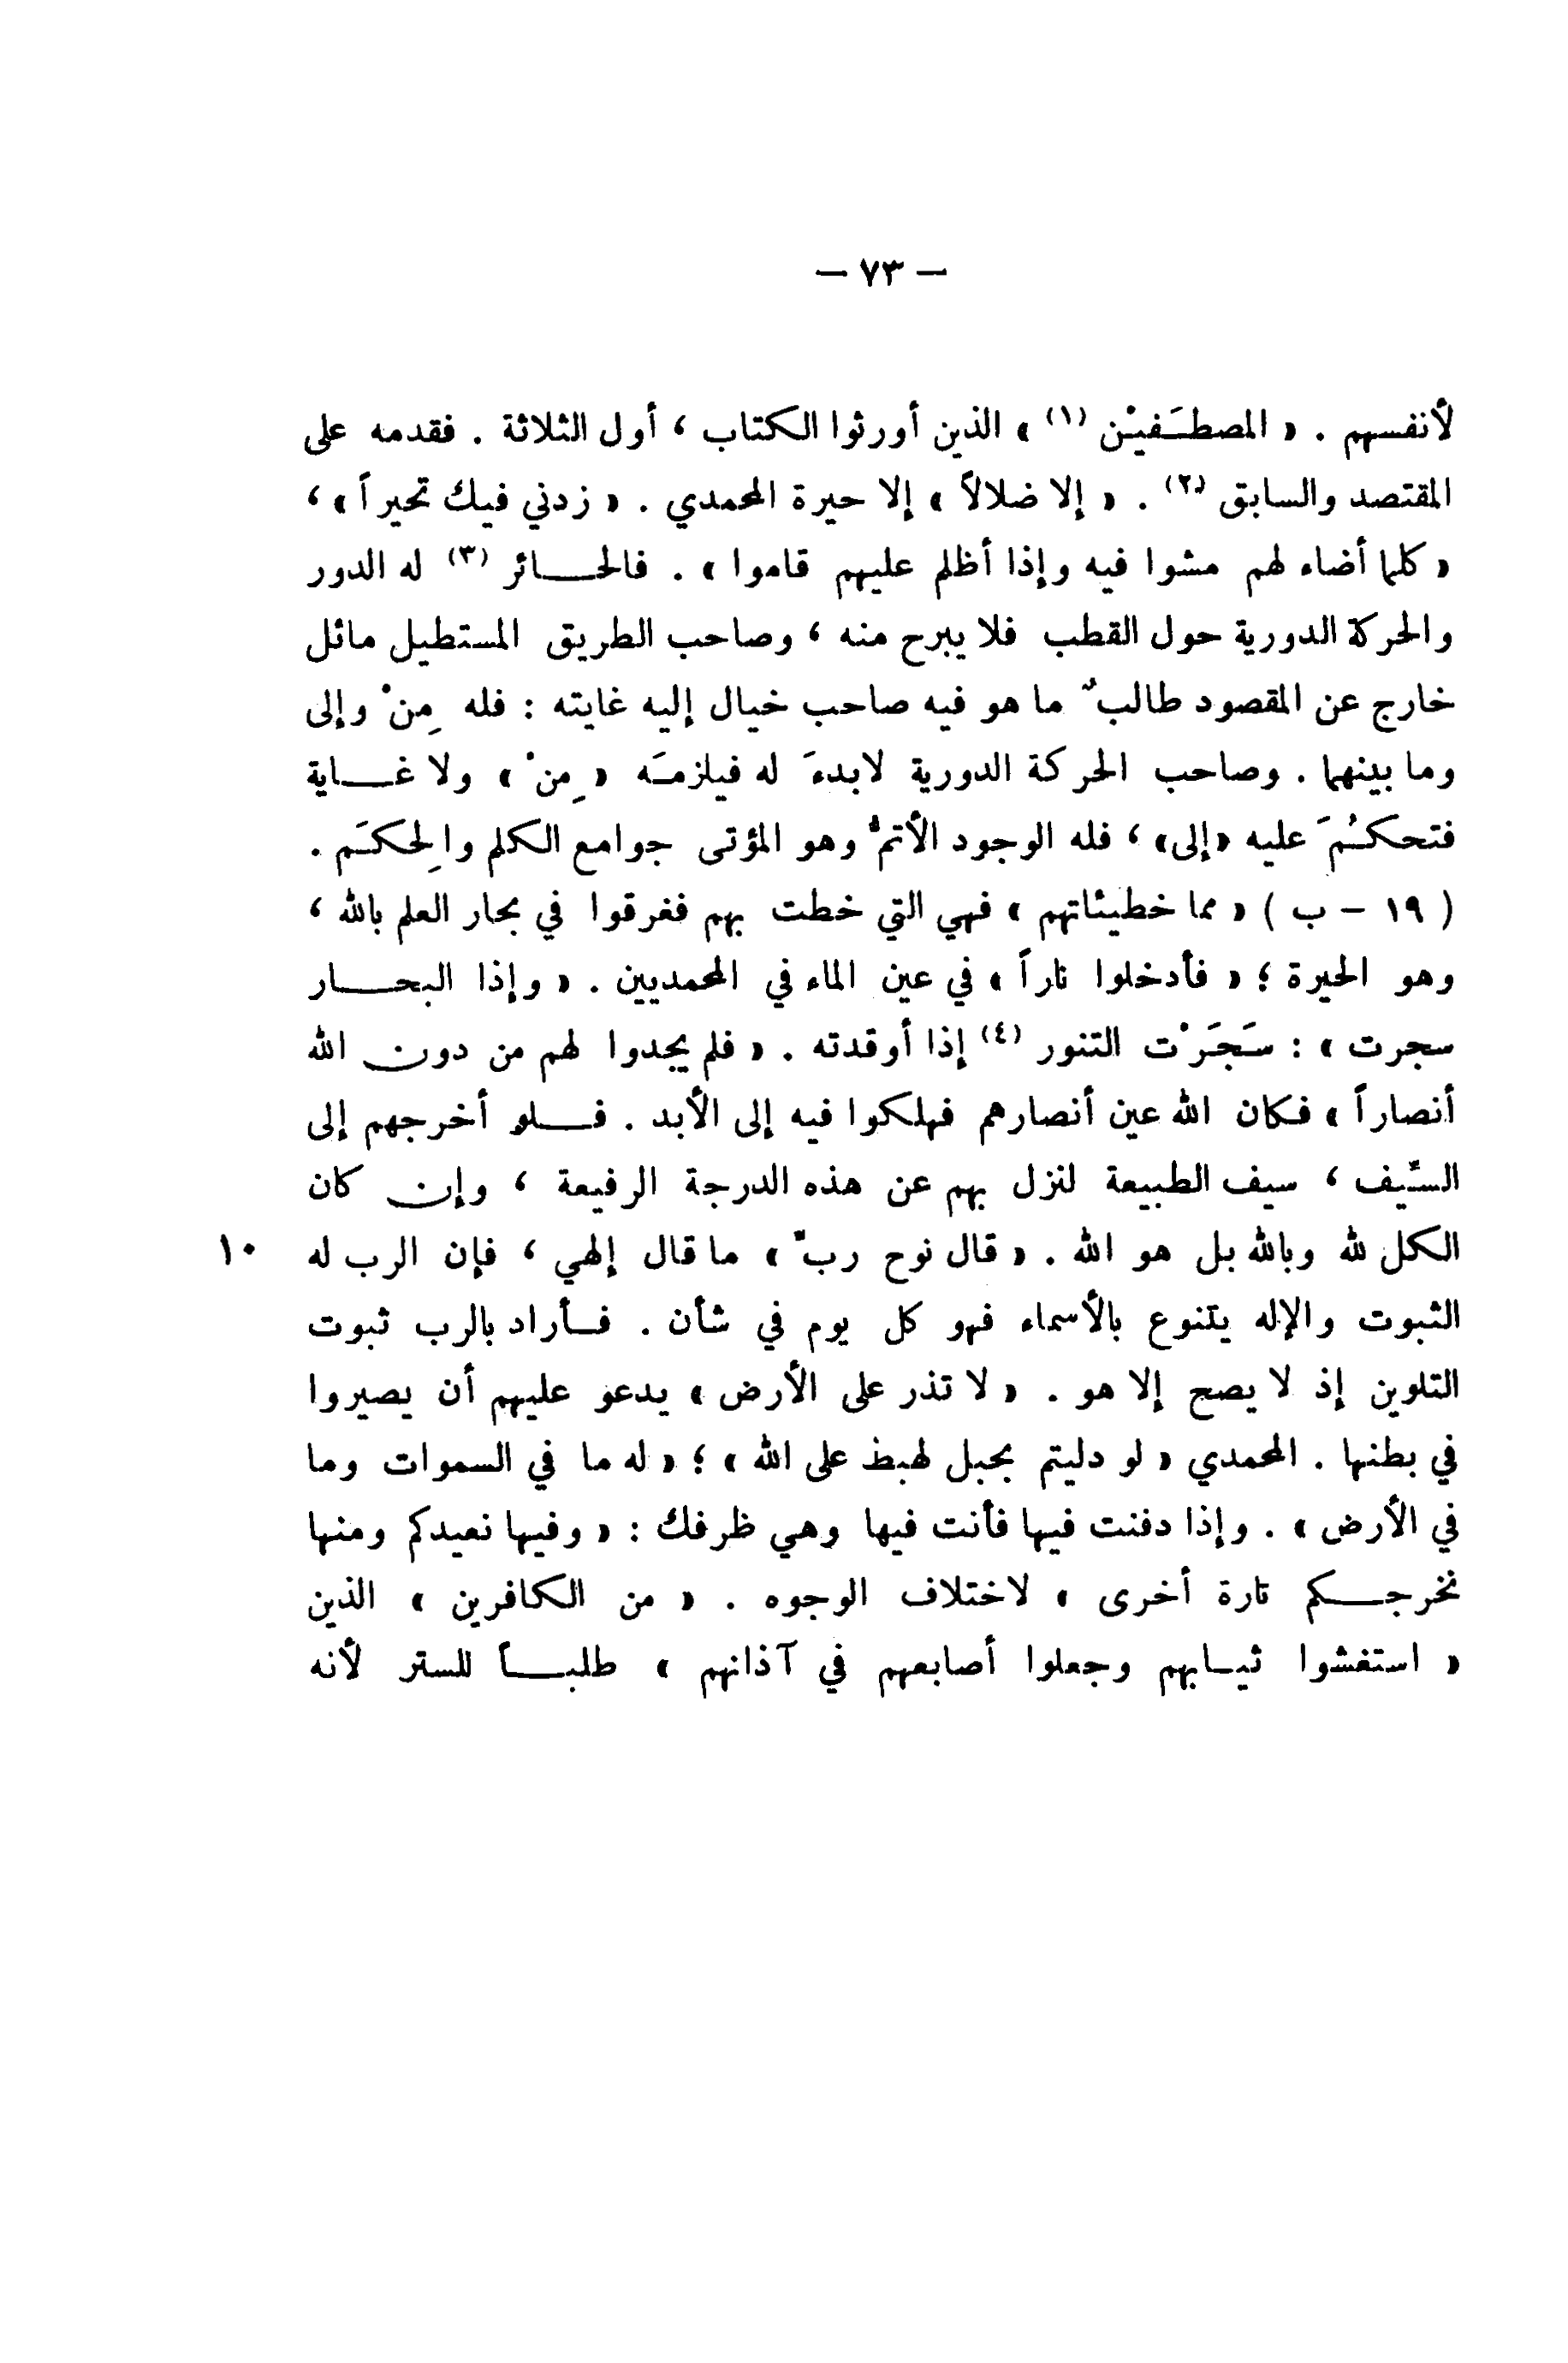 — ٧٣ —
لأنفسهم . « المصطَفيْن (١) » الذين أورثوا الكتاب ، أول الثلاثة . فقدمه على
المقتصد والسابق (٢) . « إلا ضلالاً » إلا حيرة المحمدي . « زدني فيك تحيراً » ،
« كلما أضاء لهم مشوا فيه وإذا أظلم عليهم قاموا » . فالحائر (٣) له الدور
والحركة الدورية حول القطب فلا يبرح منه ، وصاحب الطريق المستطيل مائل
خارج عن المقصود طالبٌ ما هو فيه صاحب خيال إليه غايته : فله مِنْ وإلى
وما بينهما . وصاحب الحركة الدورية لابدءَ له فيلزمَه « مِنْ » ولا غاية
فتحكُمَ عليه «إلى» ، فله الوجود الأتمُّ وهو المؤتى جوامع الكلم والحِكَم .
( ١٩ – ب ) « مما خطيئاتهم » فهي التي خطت بهم فغرقوا في بحار العلم بالله ،
وهو الحيرة ؛ « فأدخلوا ناراً » في عين الماء في المحمديين . « وإذا البحار
سجرت » : سَجَرْت التنور (٤) إذا أوقدته . « فلم يجدوا لهم من دون الله
أنصاراً » فكان الله عين أنصارهم فهلكوا فيه إلى الأبد . فلو أخرجهم إلى
السِّيف ، سيف الطبيعة لنزل بهم عن هذه الدرجة الرفيعة ، وإن كان
الكل لله وبالله بل هو الله . « قال نوح ربِّ » ما قال إلهي ، فإن الرب له ١٠
الثبوت والإله يتنوع بالأسماء فهو كل يوم في شأن . فأراد بالرب ثبوت
التلوين إذ لا يصح إلا هو . « لا تذر على الأرض » يدعو عليهم أن يصيروا
في بطنها . المحمدي « لو دليتم بحبل لهبط على الله » ؛ « له ما في السموات وما
في الأرض » . وإذا دفنت فيها فأنت فيها وهي ظرفك : « وفيها نعيدكم ومنها
نخرجكم تارة أخرى » لاختلاف الوجوه . « من الكافرين » الذين
« استغشوا ثيابهم وجعلوا أصابعهم في آذانهم » طلباً للستر لأنه